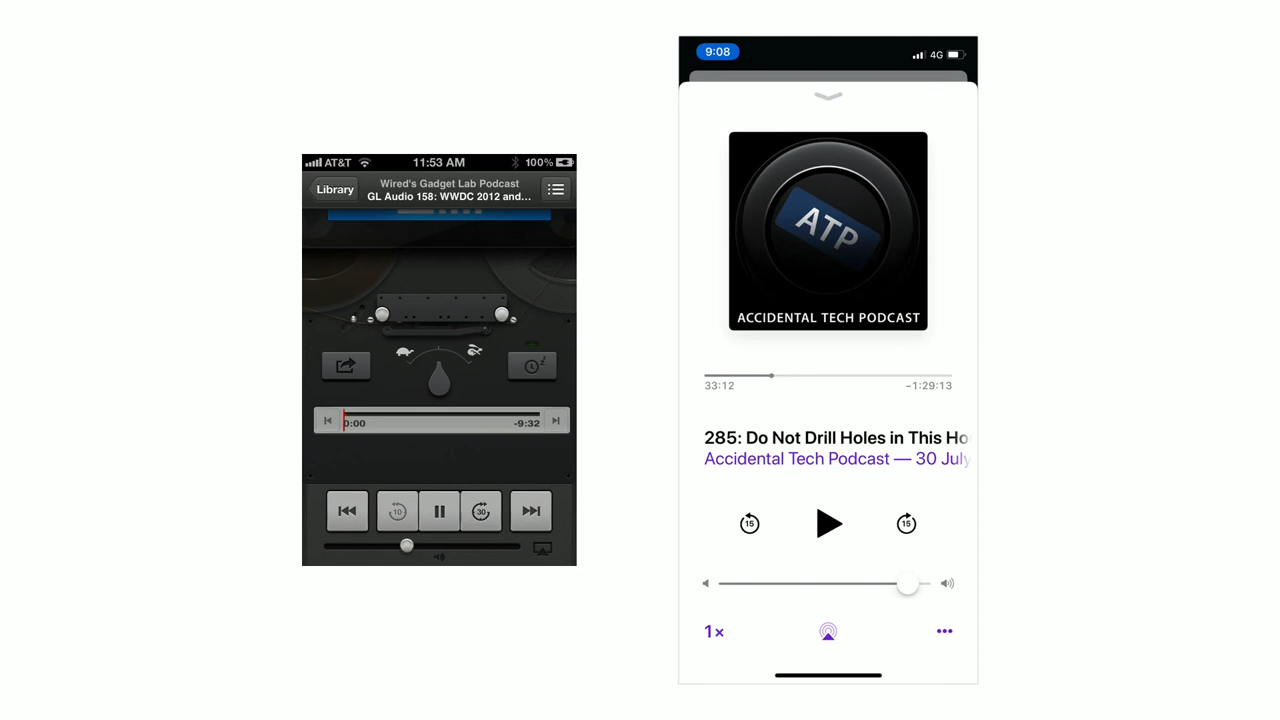 AT&T 11:53 AM 100%
Library
Wired's Gadget Lab Podcast
GL Audio 158: WWDC 2012 and...
z
0:00 -9:32
10 30
9:08 4G
ATP
ACCIDENTAL TECH PODCAST
33:12 −1:29:13
285: Do Not Drill Holes in This Ho
Accidental Tech Podcast — 30 July
15 15
1×